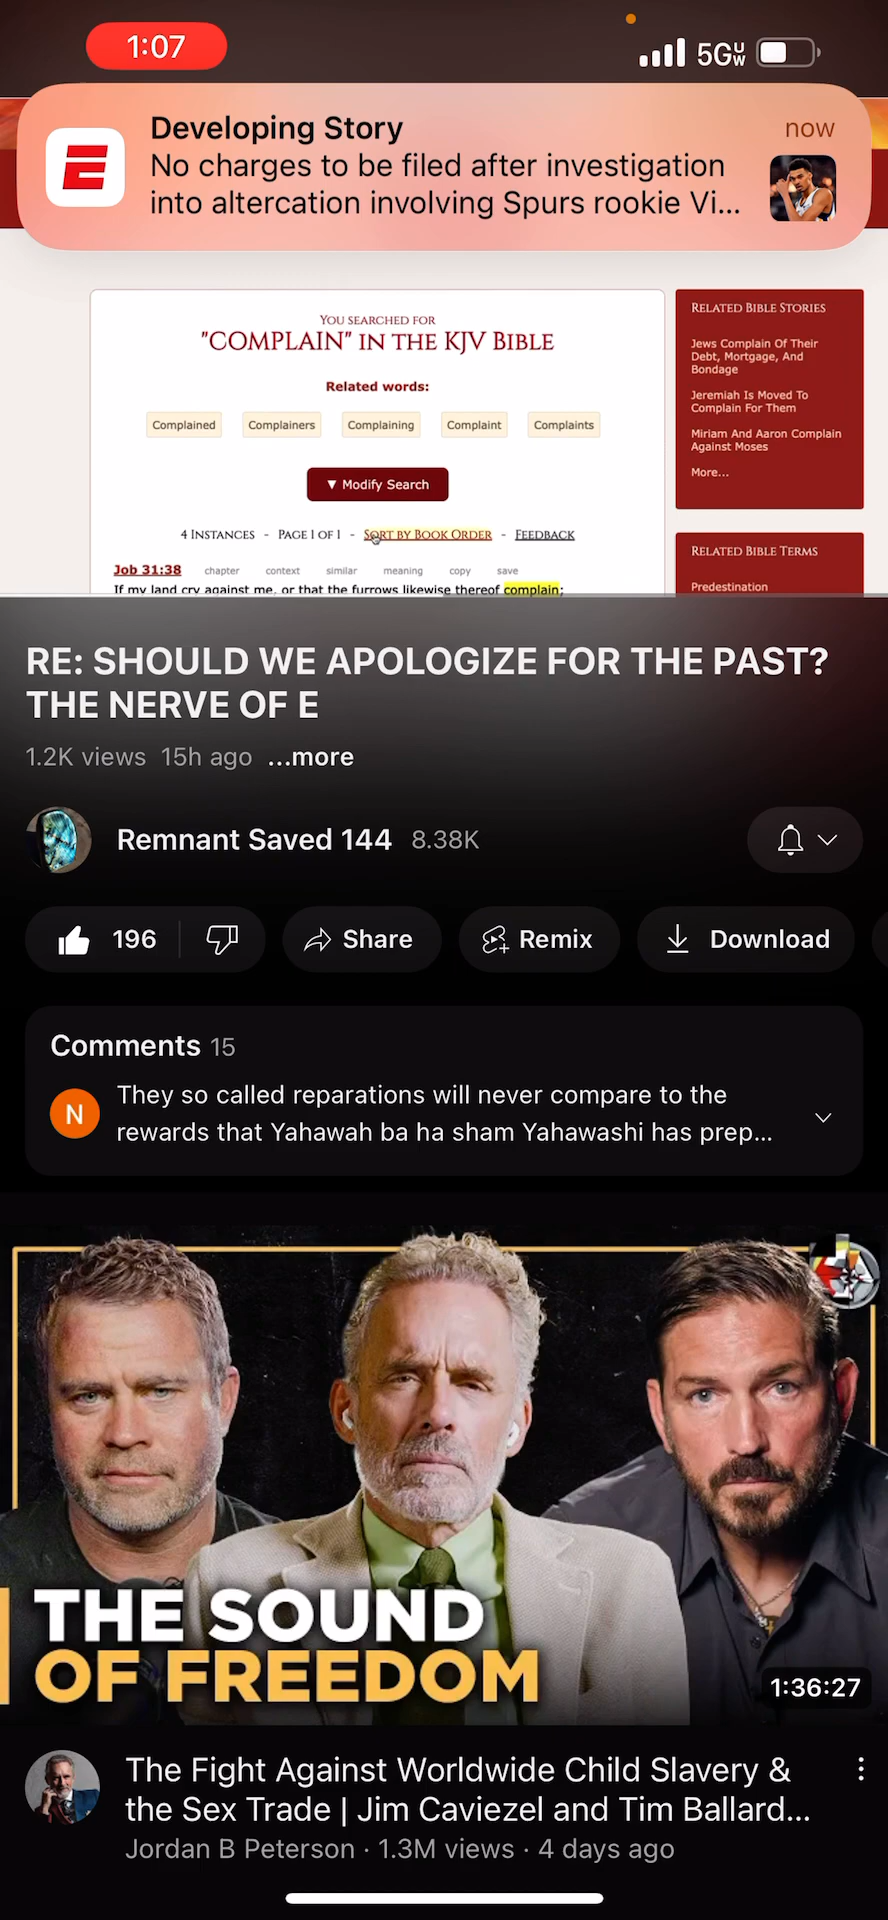 1:07
5G UW
Developing Story
now
No charges to be filed after investigation
into altercation involving Spurs rookie Vi...
YOU SEARCHED FOR
"COMPLAIN" IN THE KJV BIBLE
Related words:
Complained Complainers Complaining Complaint Complaints
▼ Modify Search
4 INSTANCES - PAGE 1 OF 1 - SORT BY BOOK ORDER - FEEDBACK
Job 31:38 chapter context similar meaning copy save
If my land cry against me, or that the furrows likewise thereof complain;
RELATED BIBLE STORIES
Jews Complain Of Their
Debt, Mortgage, And
Bondage
Jeremiah Is Moved To
Complain For Them
Miriam And Aaron Complain
Against Moses
More...
RELATED BIBLE TERMS
Predestination
RE: SHOULD WE APOLOGIZE FOR THE PAST?
THE NERVE OF E
1.2K views 15h ago ...more
Remnant Saved 144 8.38K
196 Share Remix Download
Comments 15
N
They so called reparations will never compare to the
rewards that Yahawah ba ha sham Yahawashi has prep...
THE SOUND
OF FREEDOM
1:36:27
The Fight Against Worldwide Child Slavery &
the Sex Trade | Jim Caviezel and Tim Ballard...
Jordan B Peterson · 1.3M views · 4 days ago